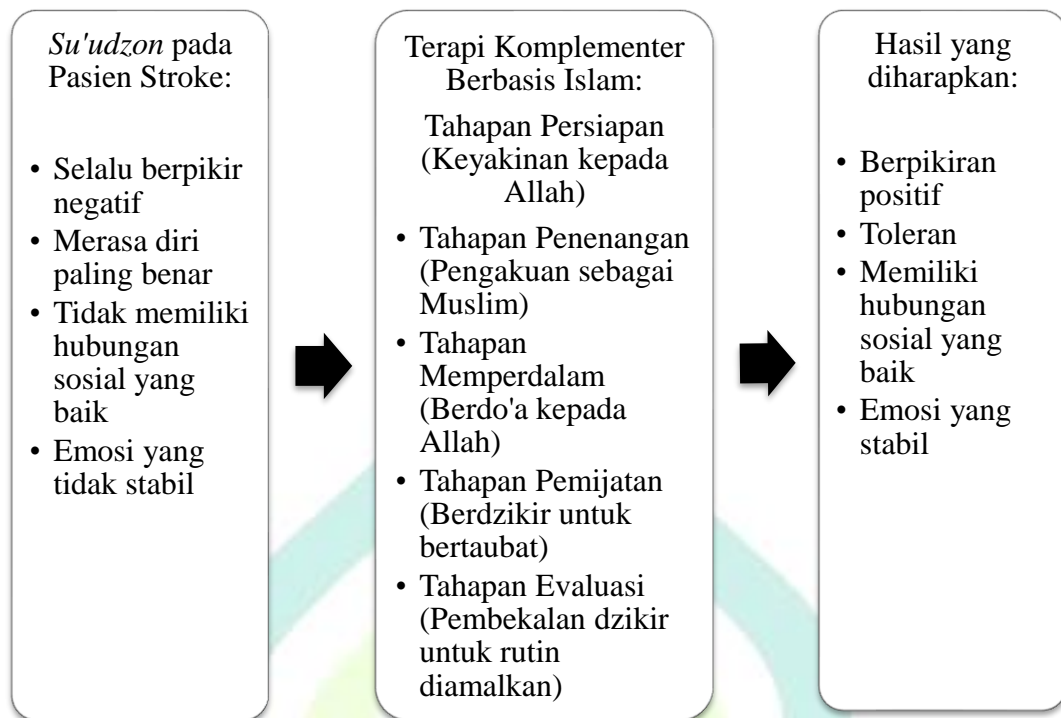 Su'udzon pada
Pasien Stroke:
• Selalu berpikir
negatif
• Merasa diri
paling benar
• Tidak memiliki
hubungan
sosial yang
baik
• Emosi yang
tidak stabil
Terapi Komplementer
Berbasis Islam:
Tahapan Persiapan
(Keyakinan kepada
Allah)
• Tahapan Penenangan
(Pengakuan sebagai
Muslim)
• Tahapan
Memperdalam
(Berdo'a kepada
Allah)
• Tahapan Pemijatan
(Berdzikir untuk
bertaubat)
• Tahapan Evaluasi
(Pembekalan dzikir
untuk rutin
diamalkan)
Hasil yang
diharapkan:
• Berpikiran
positif
• Toleran
• Memiliki
hubungan
sosial yang
baik
• Emosi yang
stabil